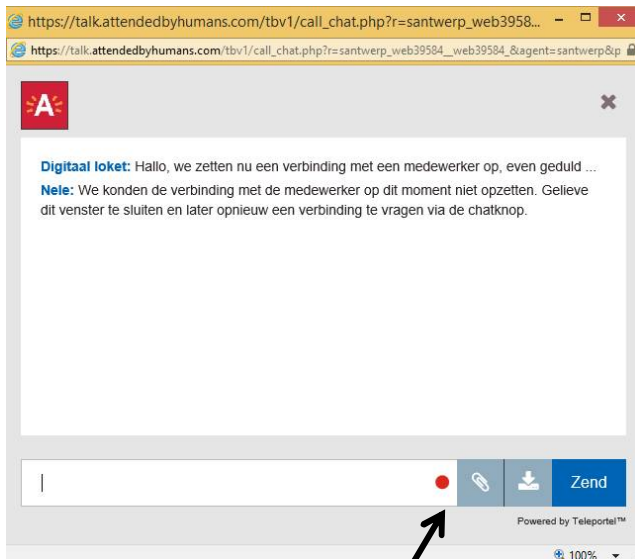 https://talk.attendedbyhumans.com/tbv1/call_chat.php?r=santwerp_web3958...
https://talk.attendedbyhumans.com/tbv1/call_chat.php?r=santwerp_web39584__web39584_&agent=santwerp&p
A
Digitaal loket: Hallo, we zetten nu een verbinding met een medewerker op, even geduld ...
Nele: We konden de verbinding met de medewerker op dit moment niet opzetten. Gelieve
dit venster te sluiten en later opnieuw een verbinding te vragen via de chatknop.
Zend
Powered by Teleportel™
100%